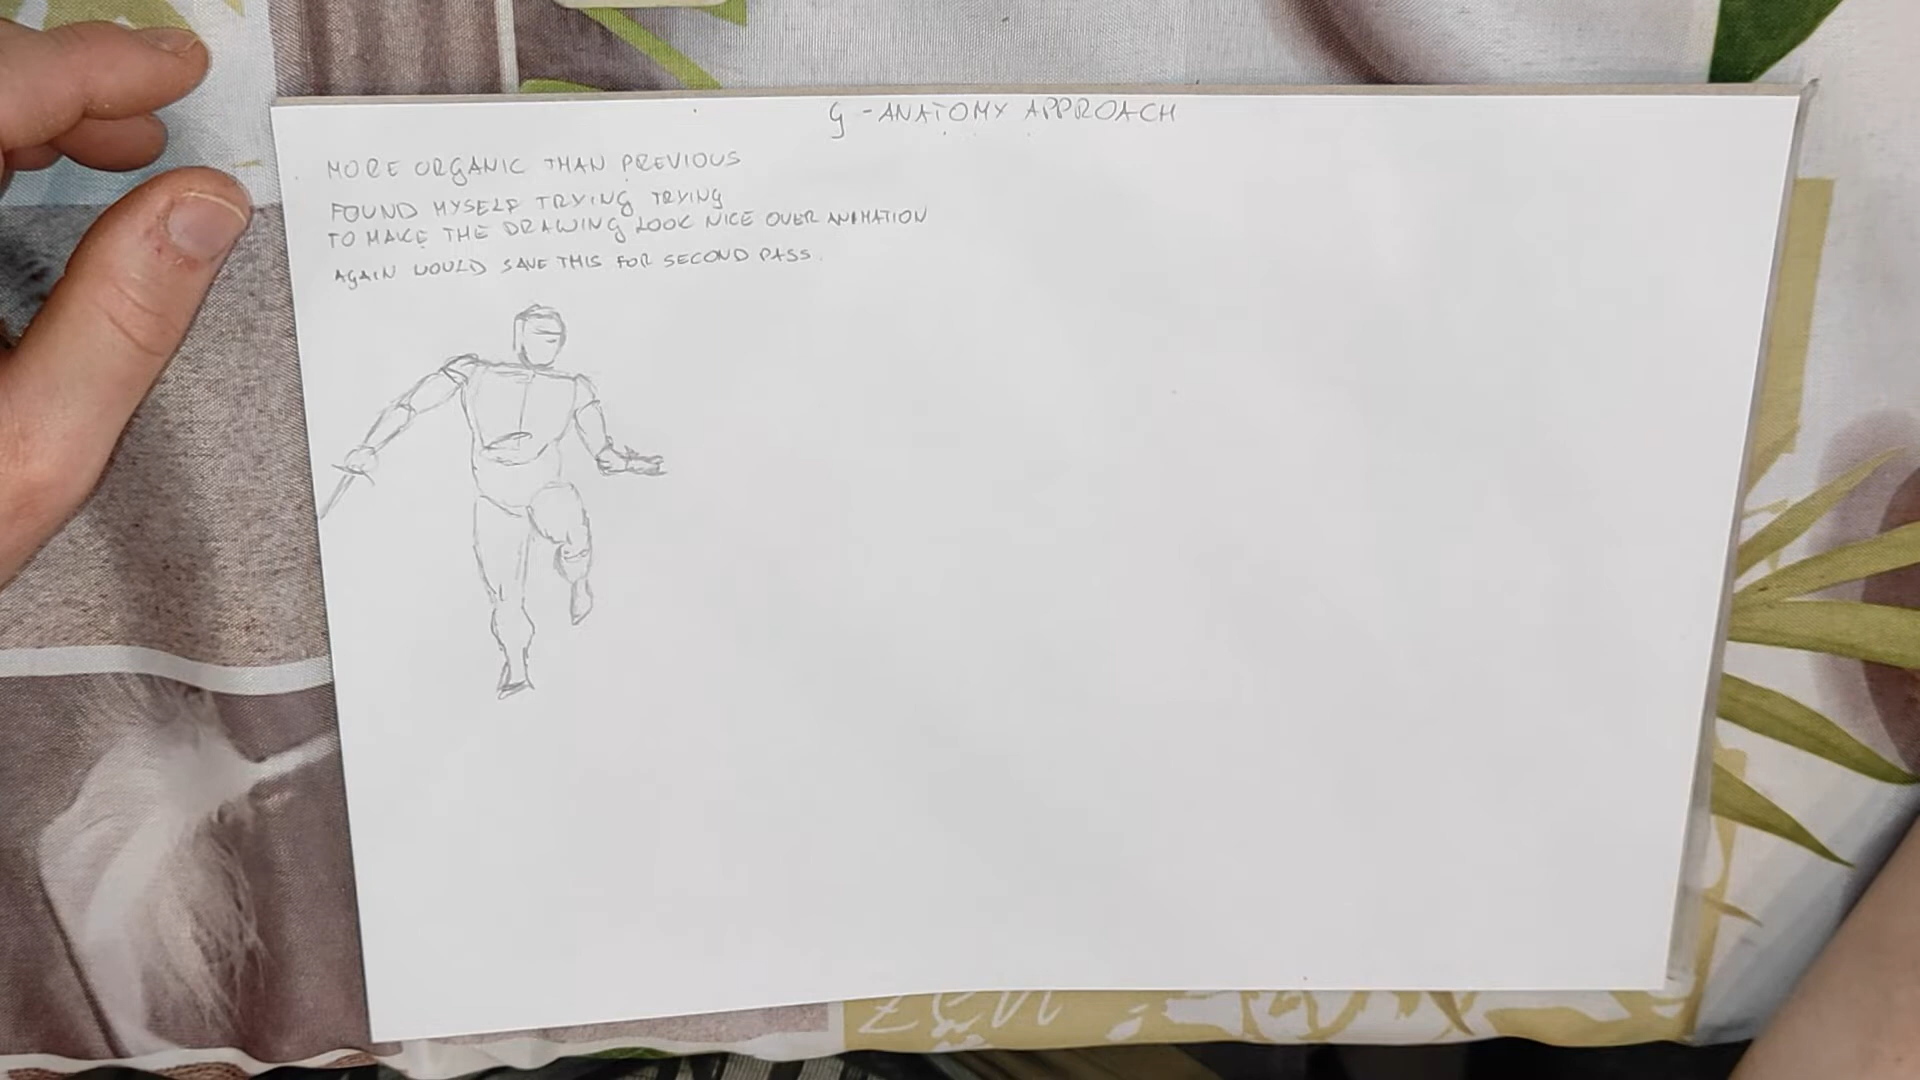 9 - ANATOMY APPROACH
MORE ORGANIC THAN PREVIOUS
FOUND MYSELF TRYING TRYING
TO MAKE THE DRAWING LOOK NICE OVER ANIMATION
AGAIN WOULD SAVE THIS FOR SECOND PASS.
zen